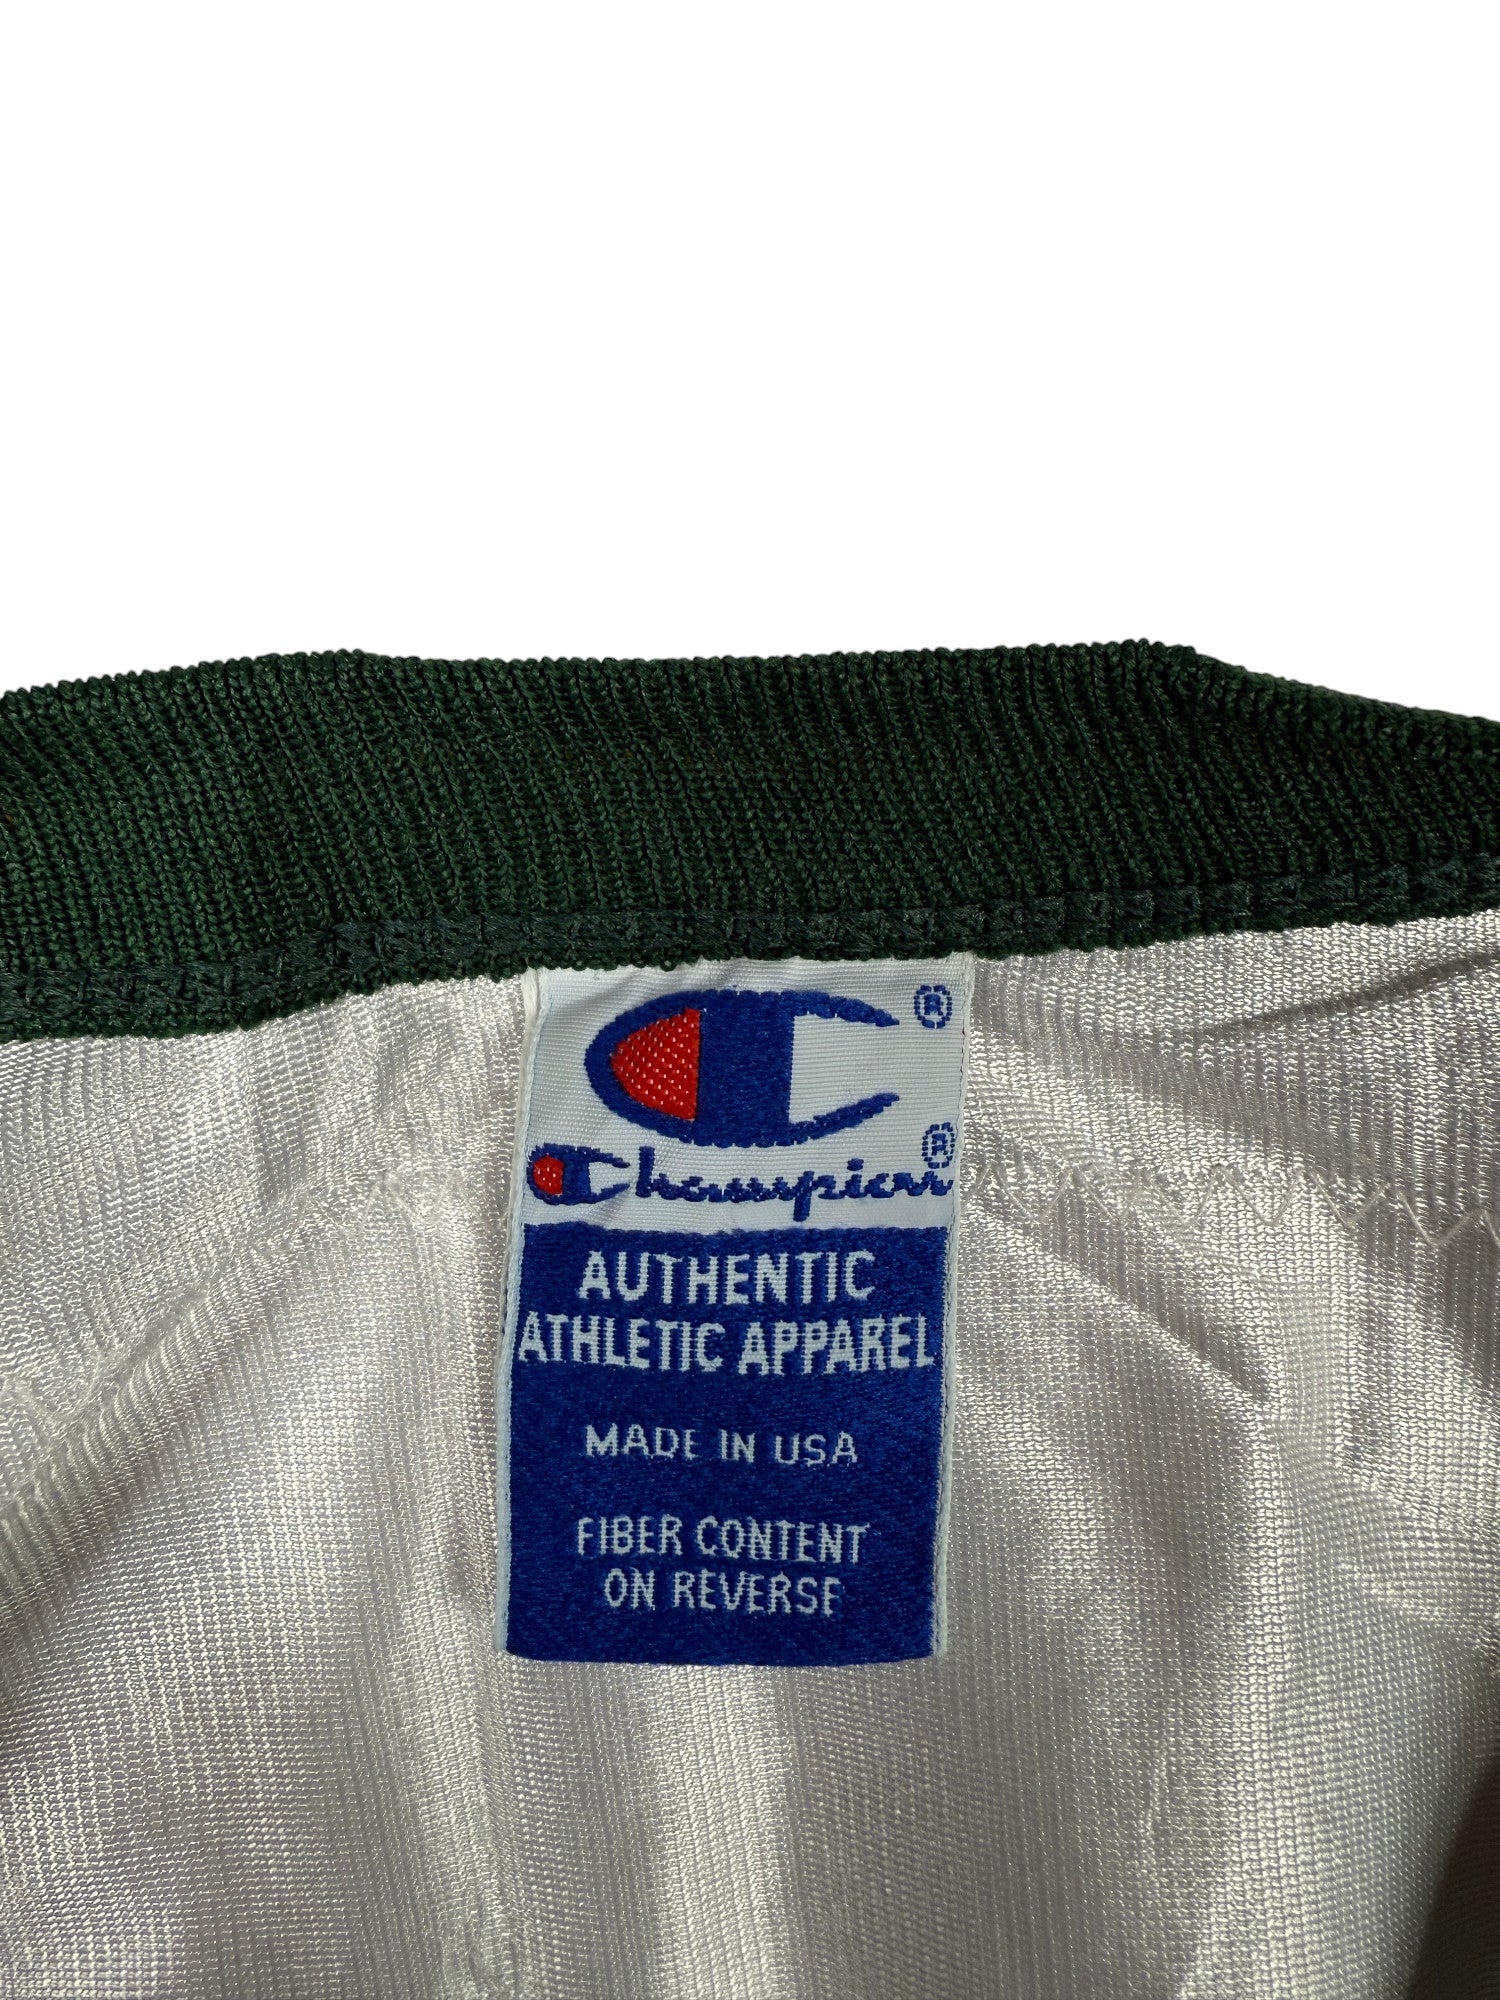 ®
Champion®
AUTHENTIC
ATHLETIC APPAREL
MADE IN USA
FIBER CONTENT
ON REVERSE